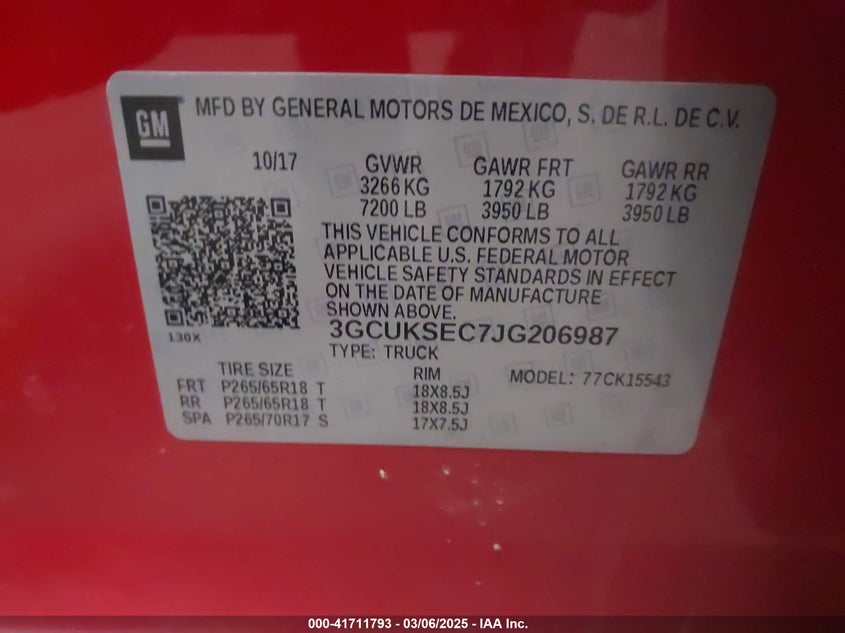 GM
MFD BY GENERAL MOTORS DE MEXICO, S. DE R.L. DE C.V.
10/17 GVWR GAWR FRT GAWR RR
3266 KG 1792 KG 1792 KG
7200 LB 3950 LB 3950 LB
THIS VEHICLE CONFORMS TO ALL
APPLICABLE U.S. FEDERAL MOTOR
VEHICLE SAFETY STANDARDS IN EFFECT
ON THE DATE OF MANUFACTURE
SHOWN ABOVE.
130X
3GCUKSEC7JG206987
TYPE: TRUCK
TIRE SIZE RIM MODEL: 77CK15543
FRT P265/65R18 T 18X8.5J
RR P265/65R18 T 18X8.5J
SPA P265/70R17 S 17X7.5J
000-41711793 - 03/06/2025 - IAA Inc.